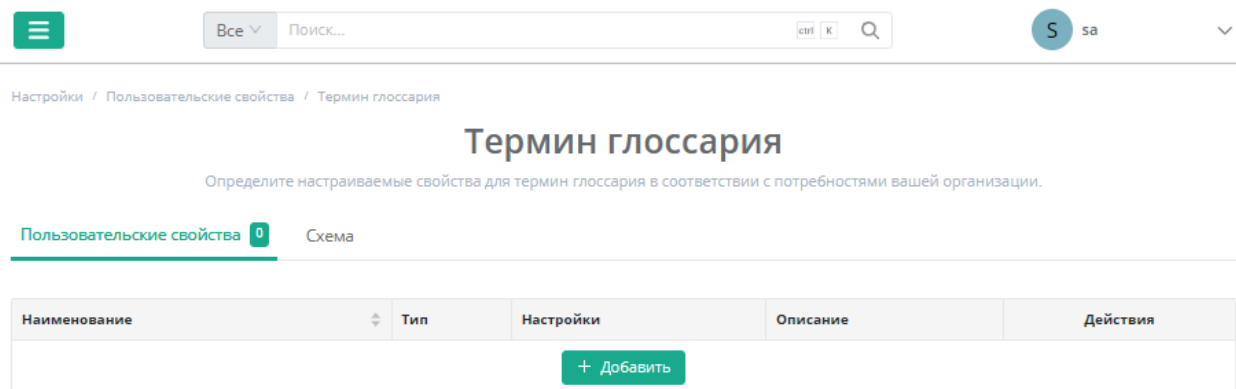 Все Поиск... ctrl K S sa
Настройки / Пользовательские свойства / Термин глоссария
Термин глоссария
Определите настраиваемые свойства для термин глоссария в соответствии с потребностями вашей организации.
Пользовательские свойства 0 Схема
Наименование Тип Настройки Описание Действия
+ Добавить